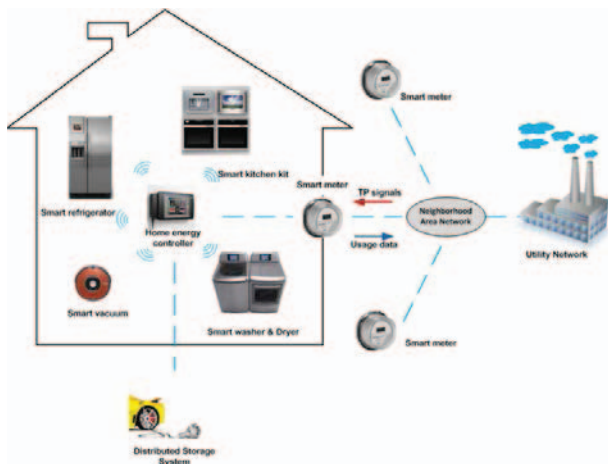 Smart meter
Smart kitchen kit
Smart meter
TP signals
Smart refrigerator
Neighborhood
Area Network
Home energy
controller
Usage data
Utility Network
Smart vacuum
Smart washer & Dryer
Smart meter
Distributed Storage
System